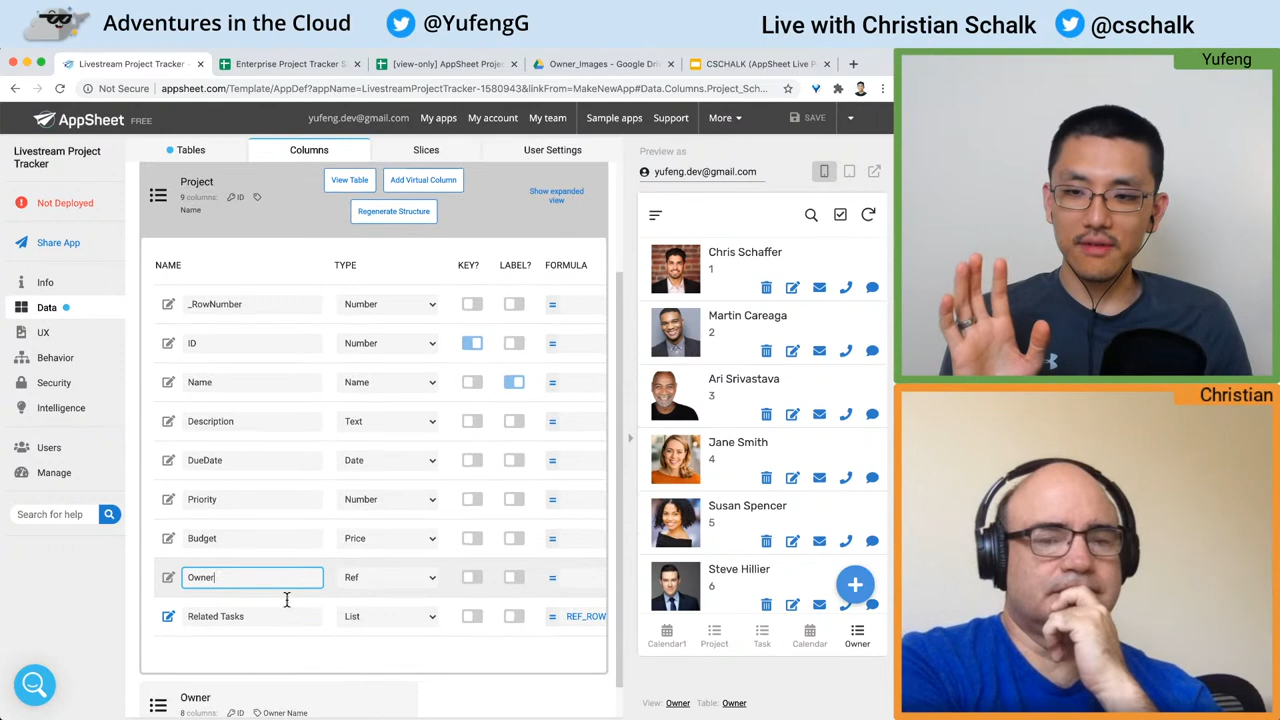 Adventures in the Cloud
@YufengG
Live with Christian Schalk
@cschalk
Livestream Project Tracker -
Enterprise Project Tracker S
[view-only] AppSheet Proje
Owner_Images - Google Dri
CSCHALK (AppSheet Live P
Not Secure
appsheet.com/Template/AppDef?appName=LivestreamProjectTracker-1580943&linkFrom=MakeNewApp#Data.Columns.Project_Sch...
AppSheet FREE
yufeng.dev@gmail.com
My apps
My account
My team
Sample apps
Support
More
SAVE
Livestream Project
Tracker
Not Deployed
Share App
Info
Data
UX
Behavior
Security
Intelligence
Users
Manage
Search for help
Tables
Columns
Slices
User Settings
Project
9 columns: ID
Name
View Table
Add Virtual Column
Regenerate Structure
Show expanded
view
NAME TYPE KEY? LABEL? FORMULA
_RowNumber Number =
ID Number =
Name Name =
Description Text =
DueDate Date =
Priority Number =
Budget Price =
Owner Ref =
Related Tasks List = REF_ROW
Owner
8 columns: ID Owner Name
Preview as
yufeng.dev@gmail.com
Chris Schaffer
1
Martin Careaga
2
Ari Srivastava
3
Jane Smith
4
Susan Spencer
5
Steve Hillier
6
Calendar1
Project
Task
Calendar
Owner
View: Owner Table: Owner
Yufeng
Christian